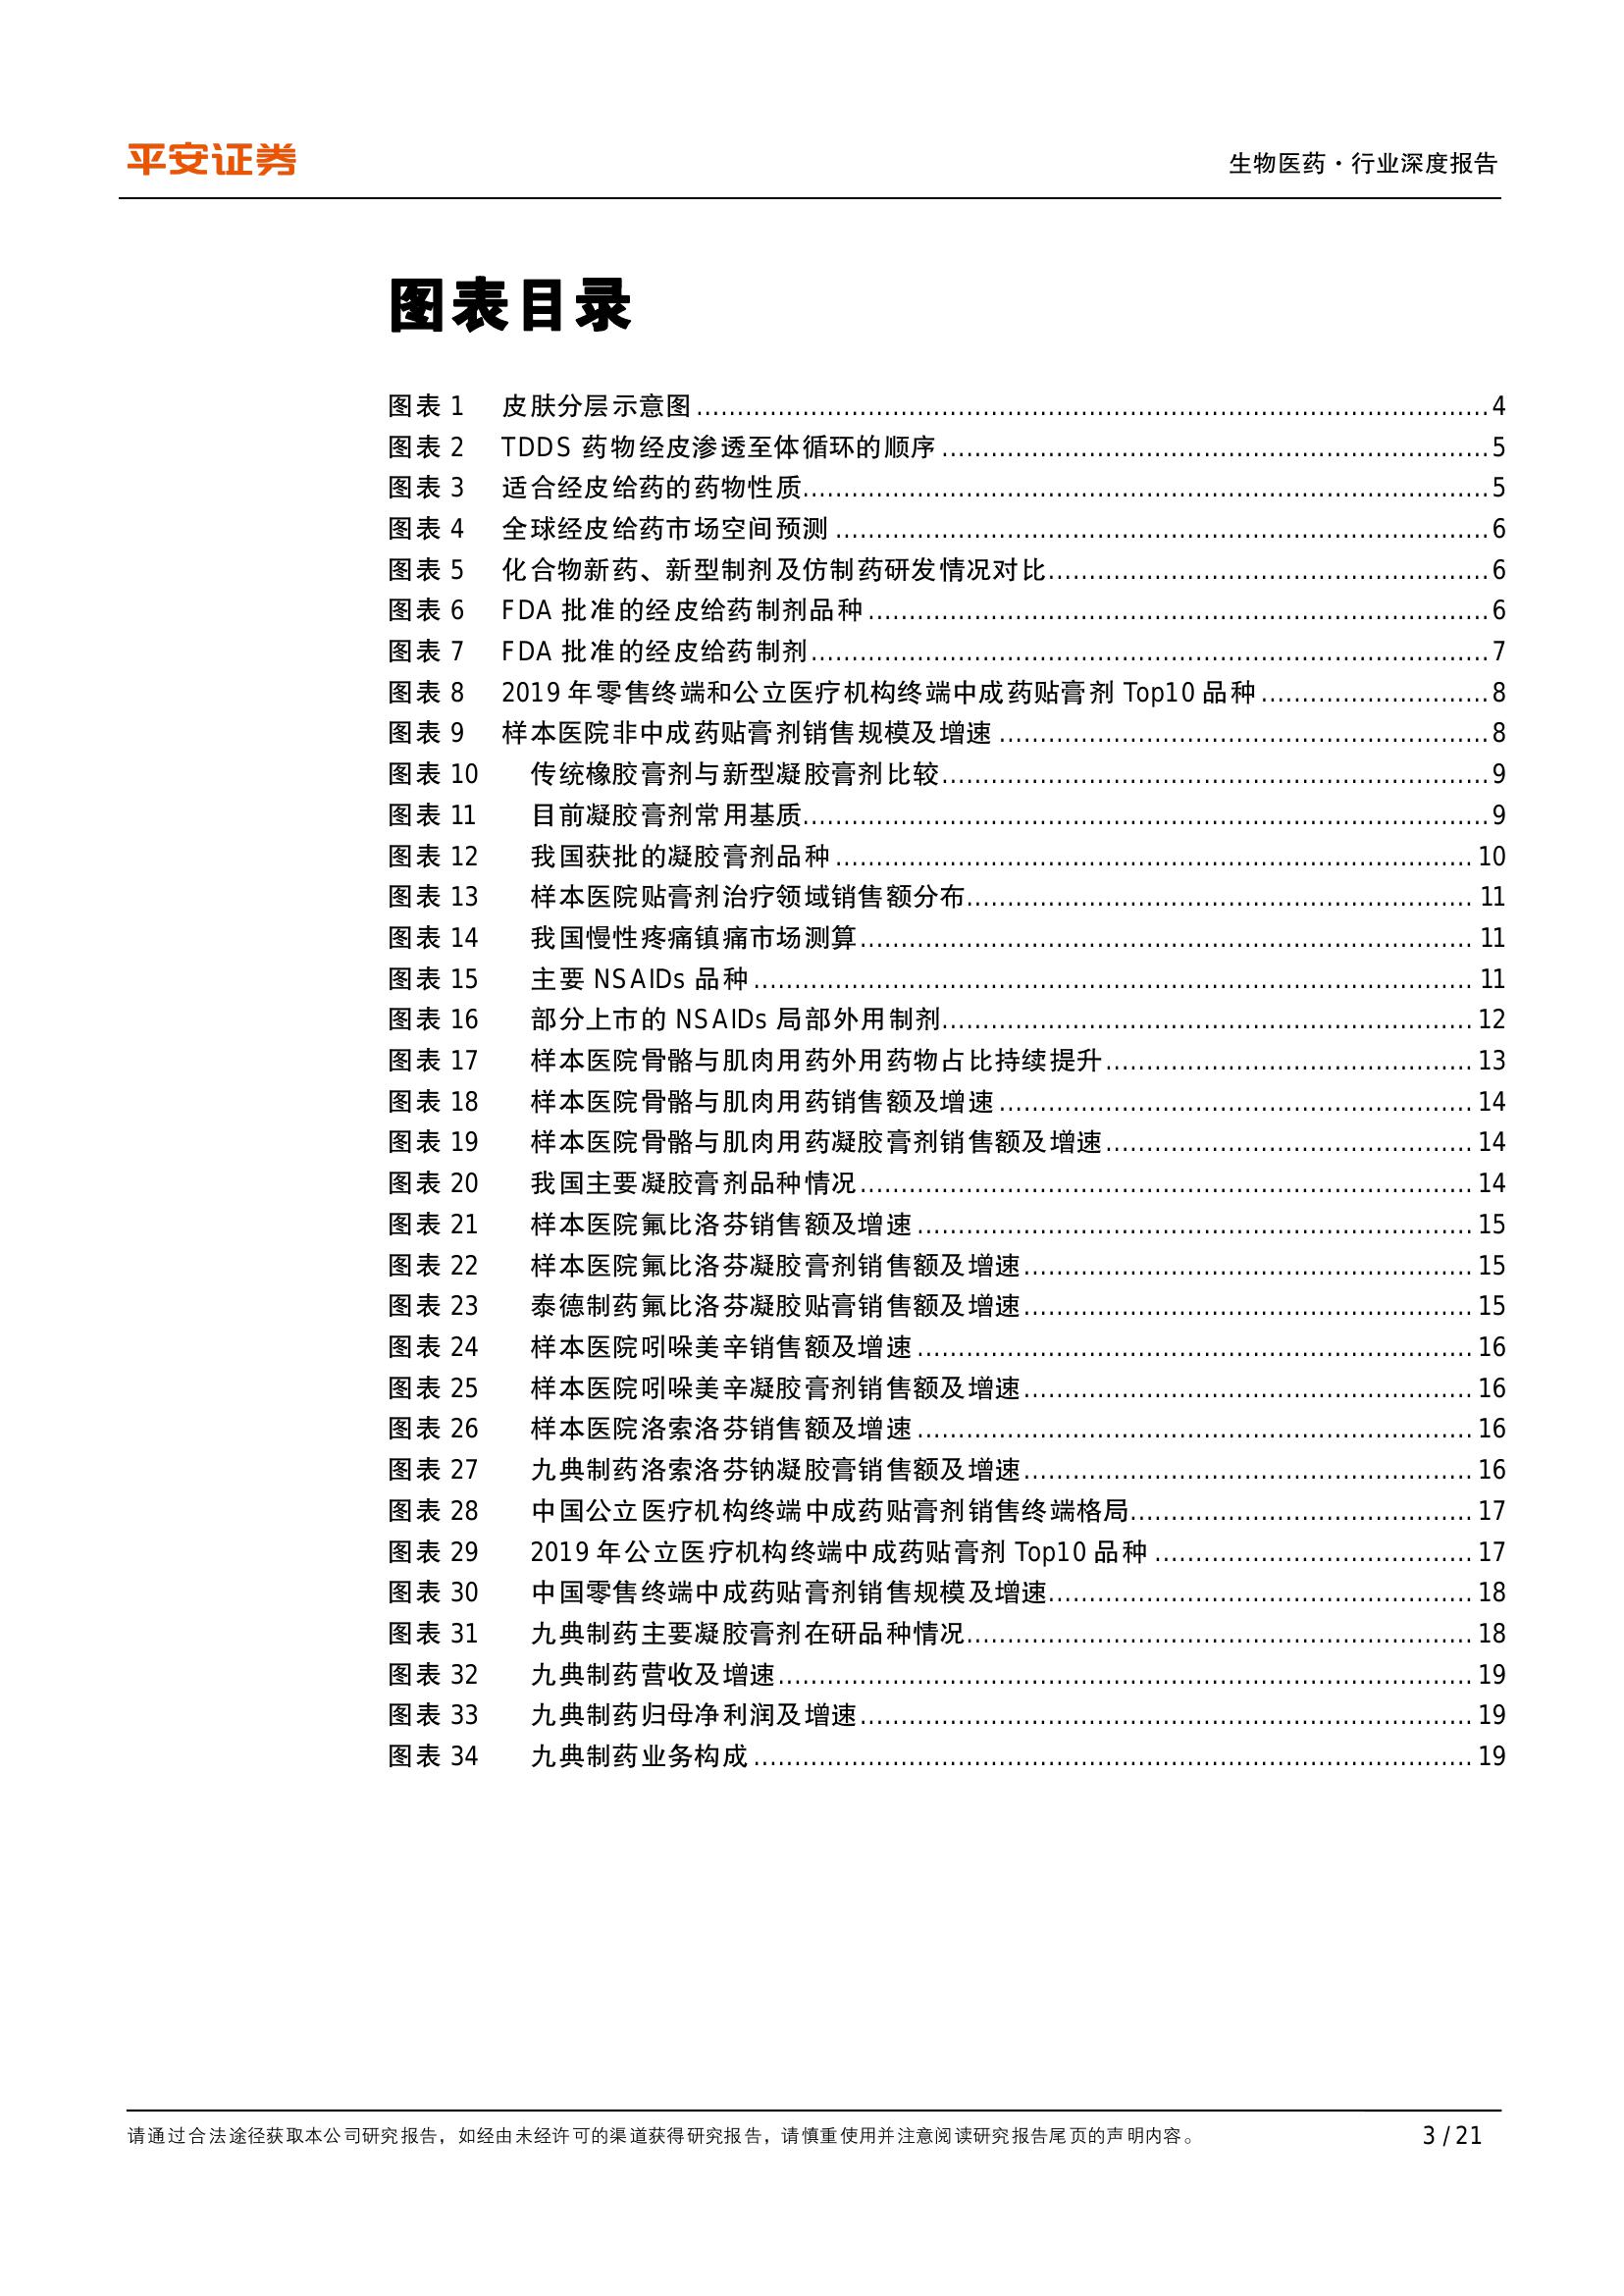 平安证券
生物医药·行业深度报告
图表目录
图表 1 皮肤分层示意图 4
图表 2 TDDS 药物经皮渗透至体循环的顺序 5
图表 3 适合经皮给药的药物性质 5
图表 4 全球经皮给药市场空间预测 6
图表 5 化合物新药、新型制剂及仿制药研发情况对比 6
图表 6 FDA 批准的经皮给药制剂品种 6
图表 7 FDA 批准的经皮给药制剂 7
图表 8 2019 年零售终端和公立医疗机构终端中成药贴膏剂 Top10 品种 8
图表 9 样本医院非中成药贴膏剂销售规模及增速 8
图表 10 传统橡胶膏剂与新型凝胶膏剂比较 9
图表 11 目前凝胶膏剂常用基质 9
图表 12 我国获批的凝胶膏剂品种 10
图表 13 样本医院贴膏剂治疗领域销售额分布 11
图表 14 我国慢性疼痛镇痛市场测算 11
图表 15 主要 NSAIDs 品种 11
图表 16 部分上市的 NSAIDs 局部外用制剂 12
图表 17 样本医院骨骼与肌肉用药外用药物占比持续提升 13
图表 18 样本医院骨骼与肌肉用药销售额及增速 14
图表 19 样本医院骨骼与肌肉用药凝胶膏剂销售额及增速 14
图表 20 我国主要凝胶膏剂品种情况 14
图表 21 样本医院氟比洛芬销售额及增速 15
图表 22 样本医院氟比洛芬凝胶膏剂销售额及增速 15
图表 23 泰德制药氟比洛芬凝胶贴膏销售额及增速 15
图表 24 样本医院吲哚美辛销售额及增速 16
图表 25 样本医院吲哚美辛凝胶膏剂销售额及增速 16
图表 26 样本医院洛索洛芬销售额及增速 16
图表 27 九典制药洛索洛芬钠凝胶膏销售额及增速 16
图表 28 中国公立医疗机构终端中成药贴膏剂销售终端格局 17
图表 29 2019 年公立医疗机构终端中成药贴膏剂 Top10 品种 17
图表 30 中国零售终端中成药贴膏剂销售规模及增速 18
图表 31 九典制药主要凝胶膏剂在研品种情况 18
图表 32 九典制药营收及增速 19
图表 33 九典制药归母净利润及增速 19
图表 34 九典制药业务构成 19
请通过合法途径获取本公司研究报告，如经由未经许可的渠道获得研究报告，请慎重使用并注意阅读研究报告尾页的声明内容。 3 / 21